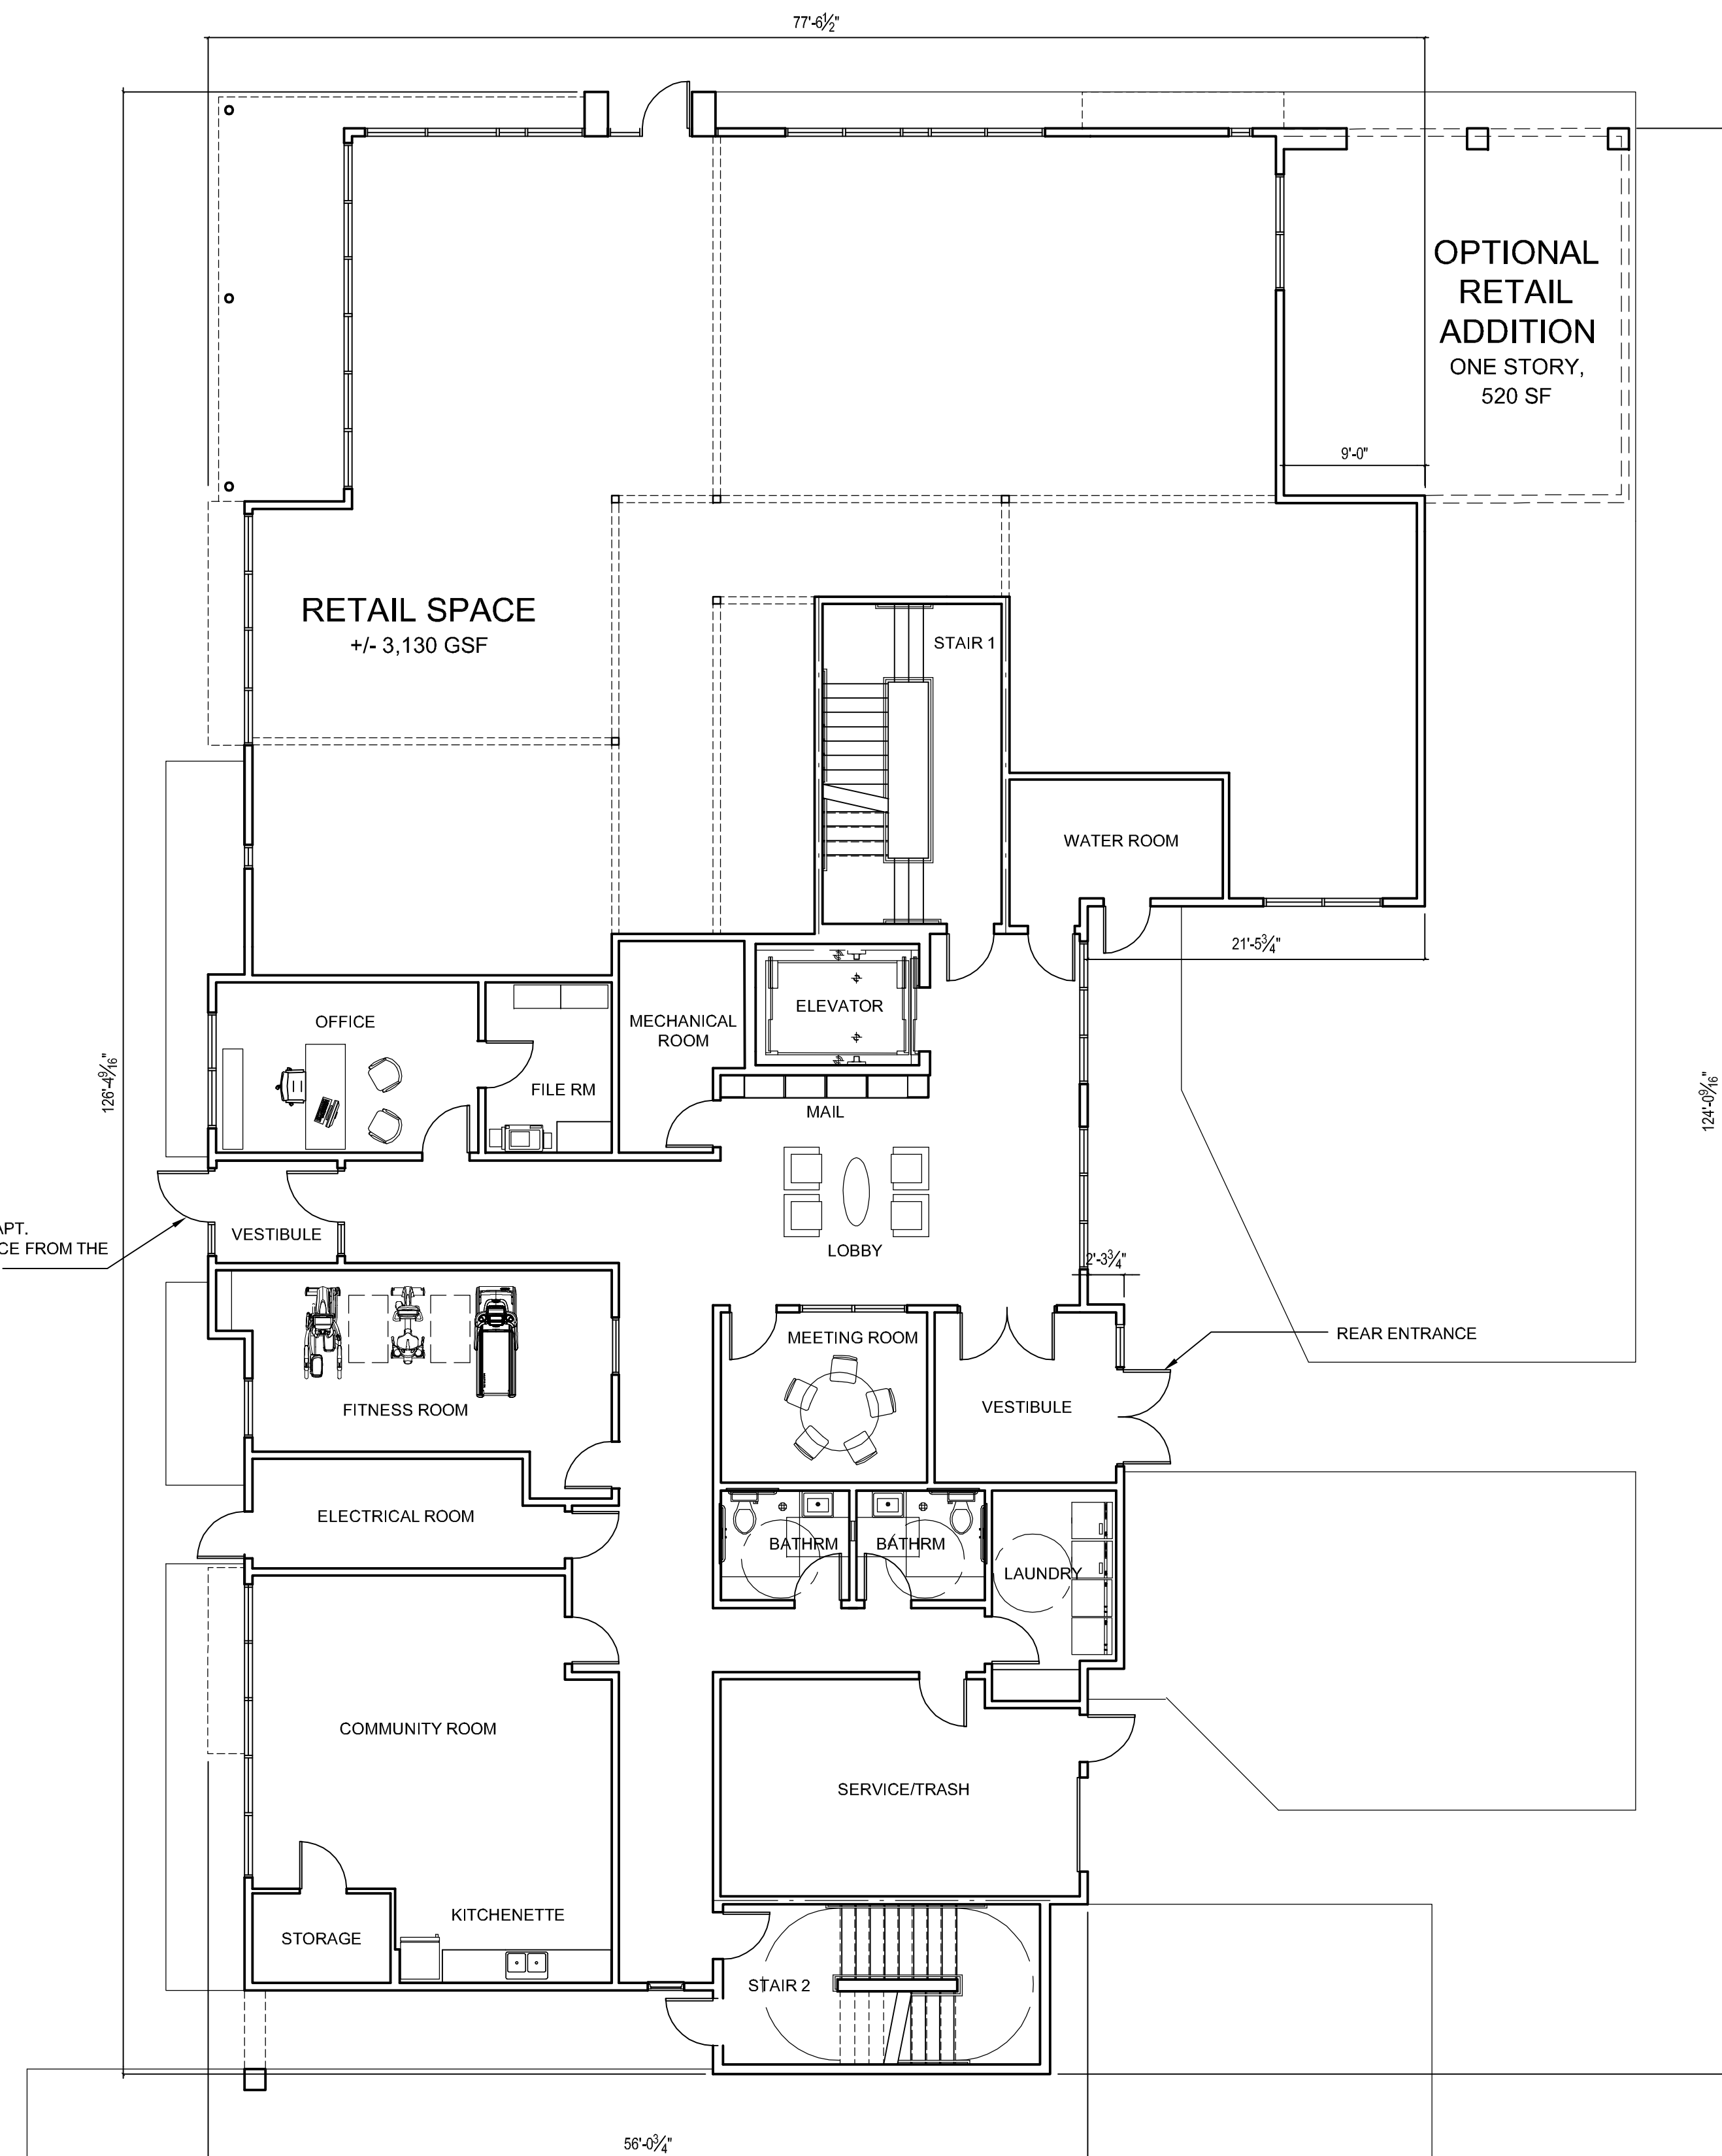 77'-6½"
OPTIONAL
RETAIL
ADDITION
ONE STORY,
520 SF
9'-0"
RETAIL SPACE
+/- 3,130 GSF
STAIR 1
WATER ROOM
21'-5¾"
OFFICE
MECHANICAL
ROOM
ELEVATOR
FILE RM
MAIL
126'-4⁹⁄₁₆"
124'-0⁹⁄₁₆"
APT.
CE FROM THE
VESTIBULE
LOBBY
2'-3¾"
MEETING ROOM
REAR ENTRANCE
FITNESS ROOM
VESTIBULE
ELECTRICAL ROOM
BATHRM
BATHRM
LAUNDRY
COMMUNITY ROOM
SERVICE/TRASH
KITCHENETTE
STORAGE
STAIR 2
56'-0¾"